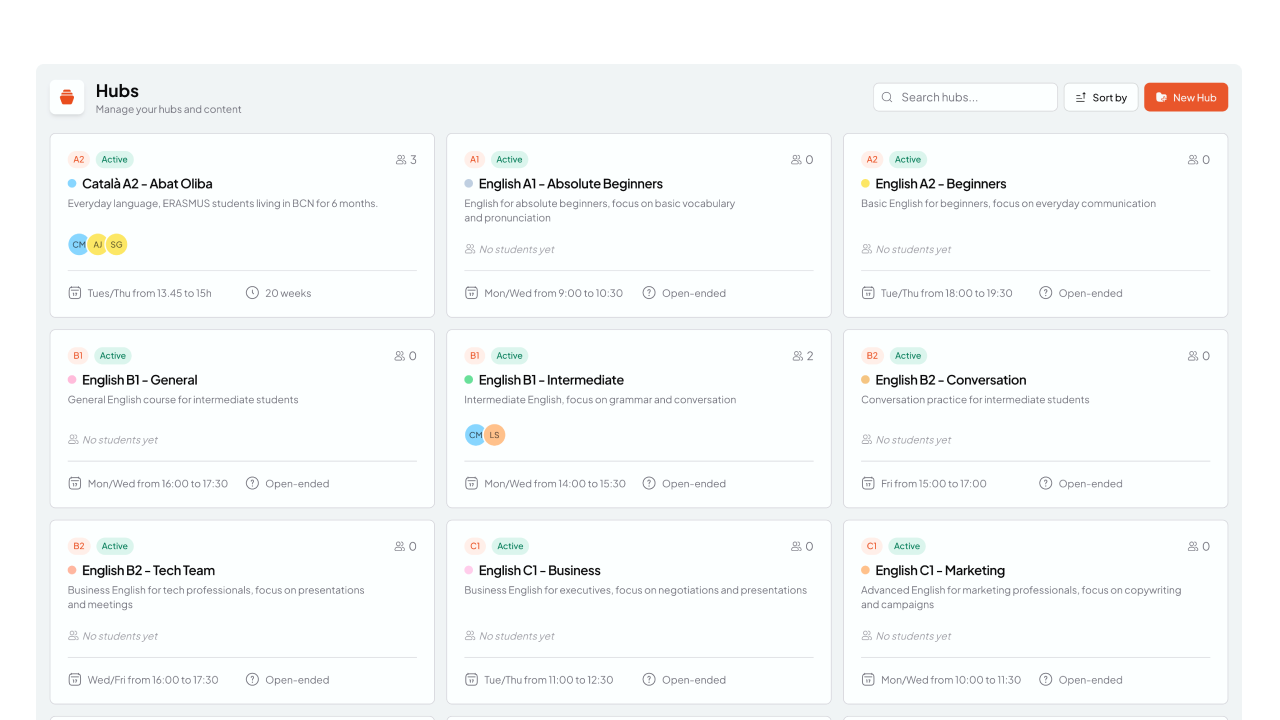 Hubs
Manage your hubs and content
Search hubs...
Sort by
New Hub
A2 Active 3
Català A2 - Abat Oliba
Everyday language, ERASMUS students living in BCN for 6 months.
CM AJ SG
Tues/Thu from 13.45 to 15h 20 weeks
A1 Active 0
English A1 - Absolute Beginners
English for absolute beginners, focus on basic vocabulary
and pronunciation
No students yet
Mon/Wed from 9:00 to 10:30 Open-ended
A2 Active 0
English A2 - Beginners
Basic English for beginners, focus on everyday communication
No students yet
Tue/Thu from 18:00 to 19:30 Open-ended
B1 Active 0
English B1 - General
General English course for intermediate students
No students yet
Mon/Wed from 16:00 to 17:30 Open-ended
B1 Active 2
English B1 - Intermediate
Intermediate English, focus on grammar and conversation
CM LS
Mon/Wed from 14:00 to 15:30 Open-ended
B2 Active 0
English B2 - Conversation
Conversation practice for intermediate students
No students yet
Fri from 15:00 to 17:00 Open-ended
B2 Active 0
English B2 - Tech Team
Business English for tech professionals, focus on presentations
and meetings
No students yet
Wed/Fri from 16:00 to 17:30 Open-ended
C1 Active 0
English C1 - Business
Business English for executives, focus on negotiations and presentations
No students yet
Tue/Thu from 11:00 to 12:30 Open-ended
C1 Active 0
English C1 - Marketing
Advanced English for marketing professionals, focus on copywriting
and campaigns
No students yet
Mon/Wed from 10:00 to 11:30 Open-ended